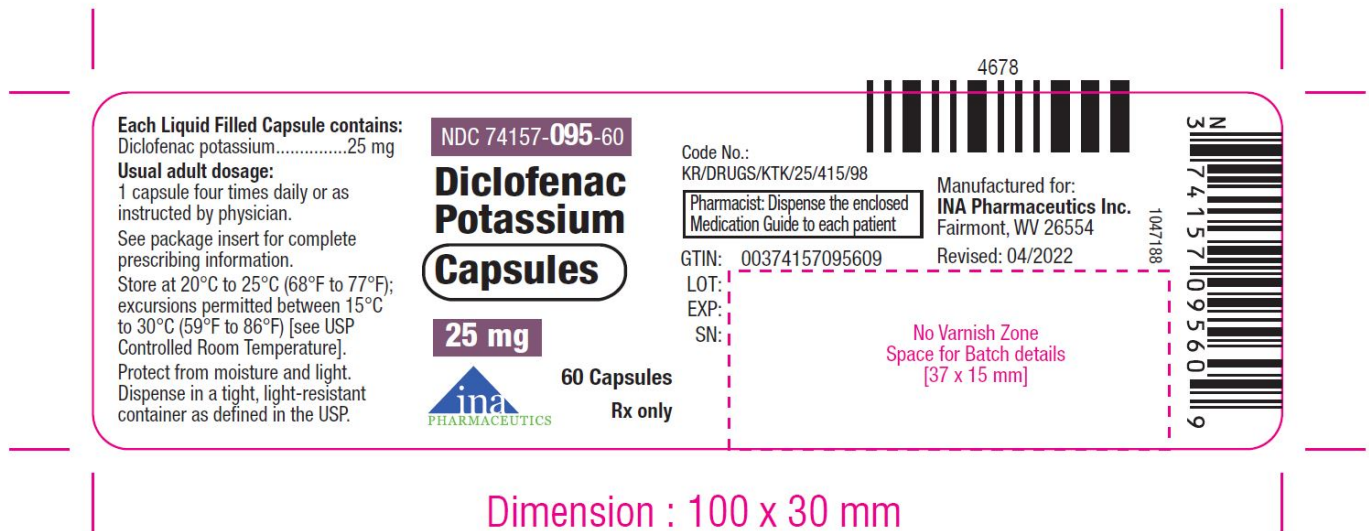 Each Liquid Filled Capsule contains:
Diclofenac potassium...............25 mg
Usual adult dosage:
1 capsule four times daily or as
instructed by physician.
See package insert for complete
prescribing information.
Store at 20°C to 25°C (68°F to 77°F);
excursions permitted between 15°C
to 30°C (59°F to 86°F) [see USP
Controlled Room Temperature].
Protect from moisture and light.
Dispense in a tight, light-resistant
container as defined in the USP.
NDC 74157-095-60
Diclofenac
Potassium
Capsules
25 mg
ina
PHARMACEUTICS
60 Capsules
Rx only
4678
Code No.:
KR/DRUGS/KTK/25/415/98
Pharmacist: Dispense the enclosed
Medication Guide to each patient
GTIN: 00374157095609
LOT:
EXP:
SN:
Manufactured for:
INA Pharmaceutics Inc.
Fairmont, WV 26554
Revised: 04/2022
1047188
No Varnish Zone
Space for Batch details
[37 x 15 mm]
N
3 74157 09560 9
Dimension : 100 x 30 mm